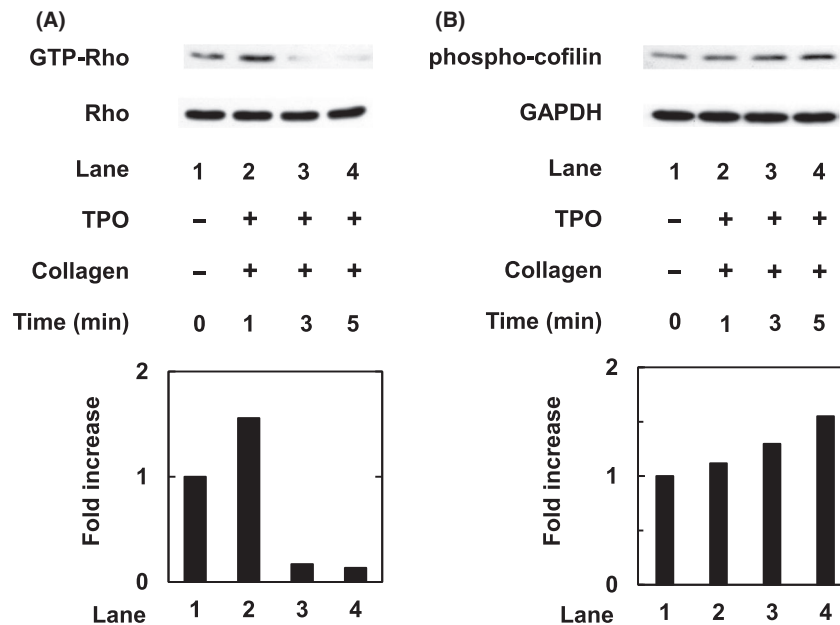 (A)
GTP-Rho
Rho
Lane 1 2 3 4
TPO – + + +
Collagen – + + +
Time (min) 0 1 3 5
Fold increase
2
1
0
Lane 1 2 3 4
(B)
phospho-cofilin
GAPDH
Lane 1 2 3 4
TPO – + + +
Collagen – + + +
Time (min) 0 1 3 5
Fold increase
2
1
0
Lane 1 2 3 4